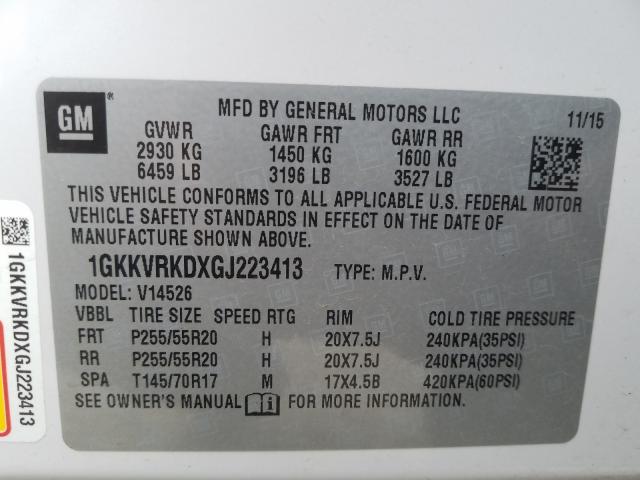 GM
MFD BY GENERAL MOTORS LLC 11/15
GVWR GAWR FRT GAWR RR
2930 KG 1450 KG 1600 KG
6459 LB 3196 LB 3527 LB
THIS VEHICLE CONFORMS TO ALL APPLICABLE U.S. FEDERAL MOTOR
VEHICLE SAFETY STANDARDS IN EFFECT ON THE DATE OF
MANUFACTURE SHOWN ABOVE.
1GKKVRKDXGJ223413 TYPE: M.P.V.
MODEL: V14526
VBBL TIRE SIZE SPEED RTG RIM COLD TIRE PRESSURE
FRT P255/55R20 H 20X7.5J 240KPA(35PSI)
RR P255/55R20 H 20X7.5J 240KPA(35PSI)
SPA T145/70R17 M 17X4.5B 420KPA(60PSI)
SEE OWNER'S MANUAL FOR MORE INFORMATION.
1GKKVRKDXGJ223413